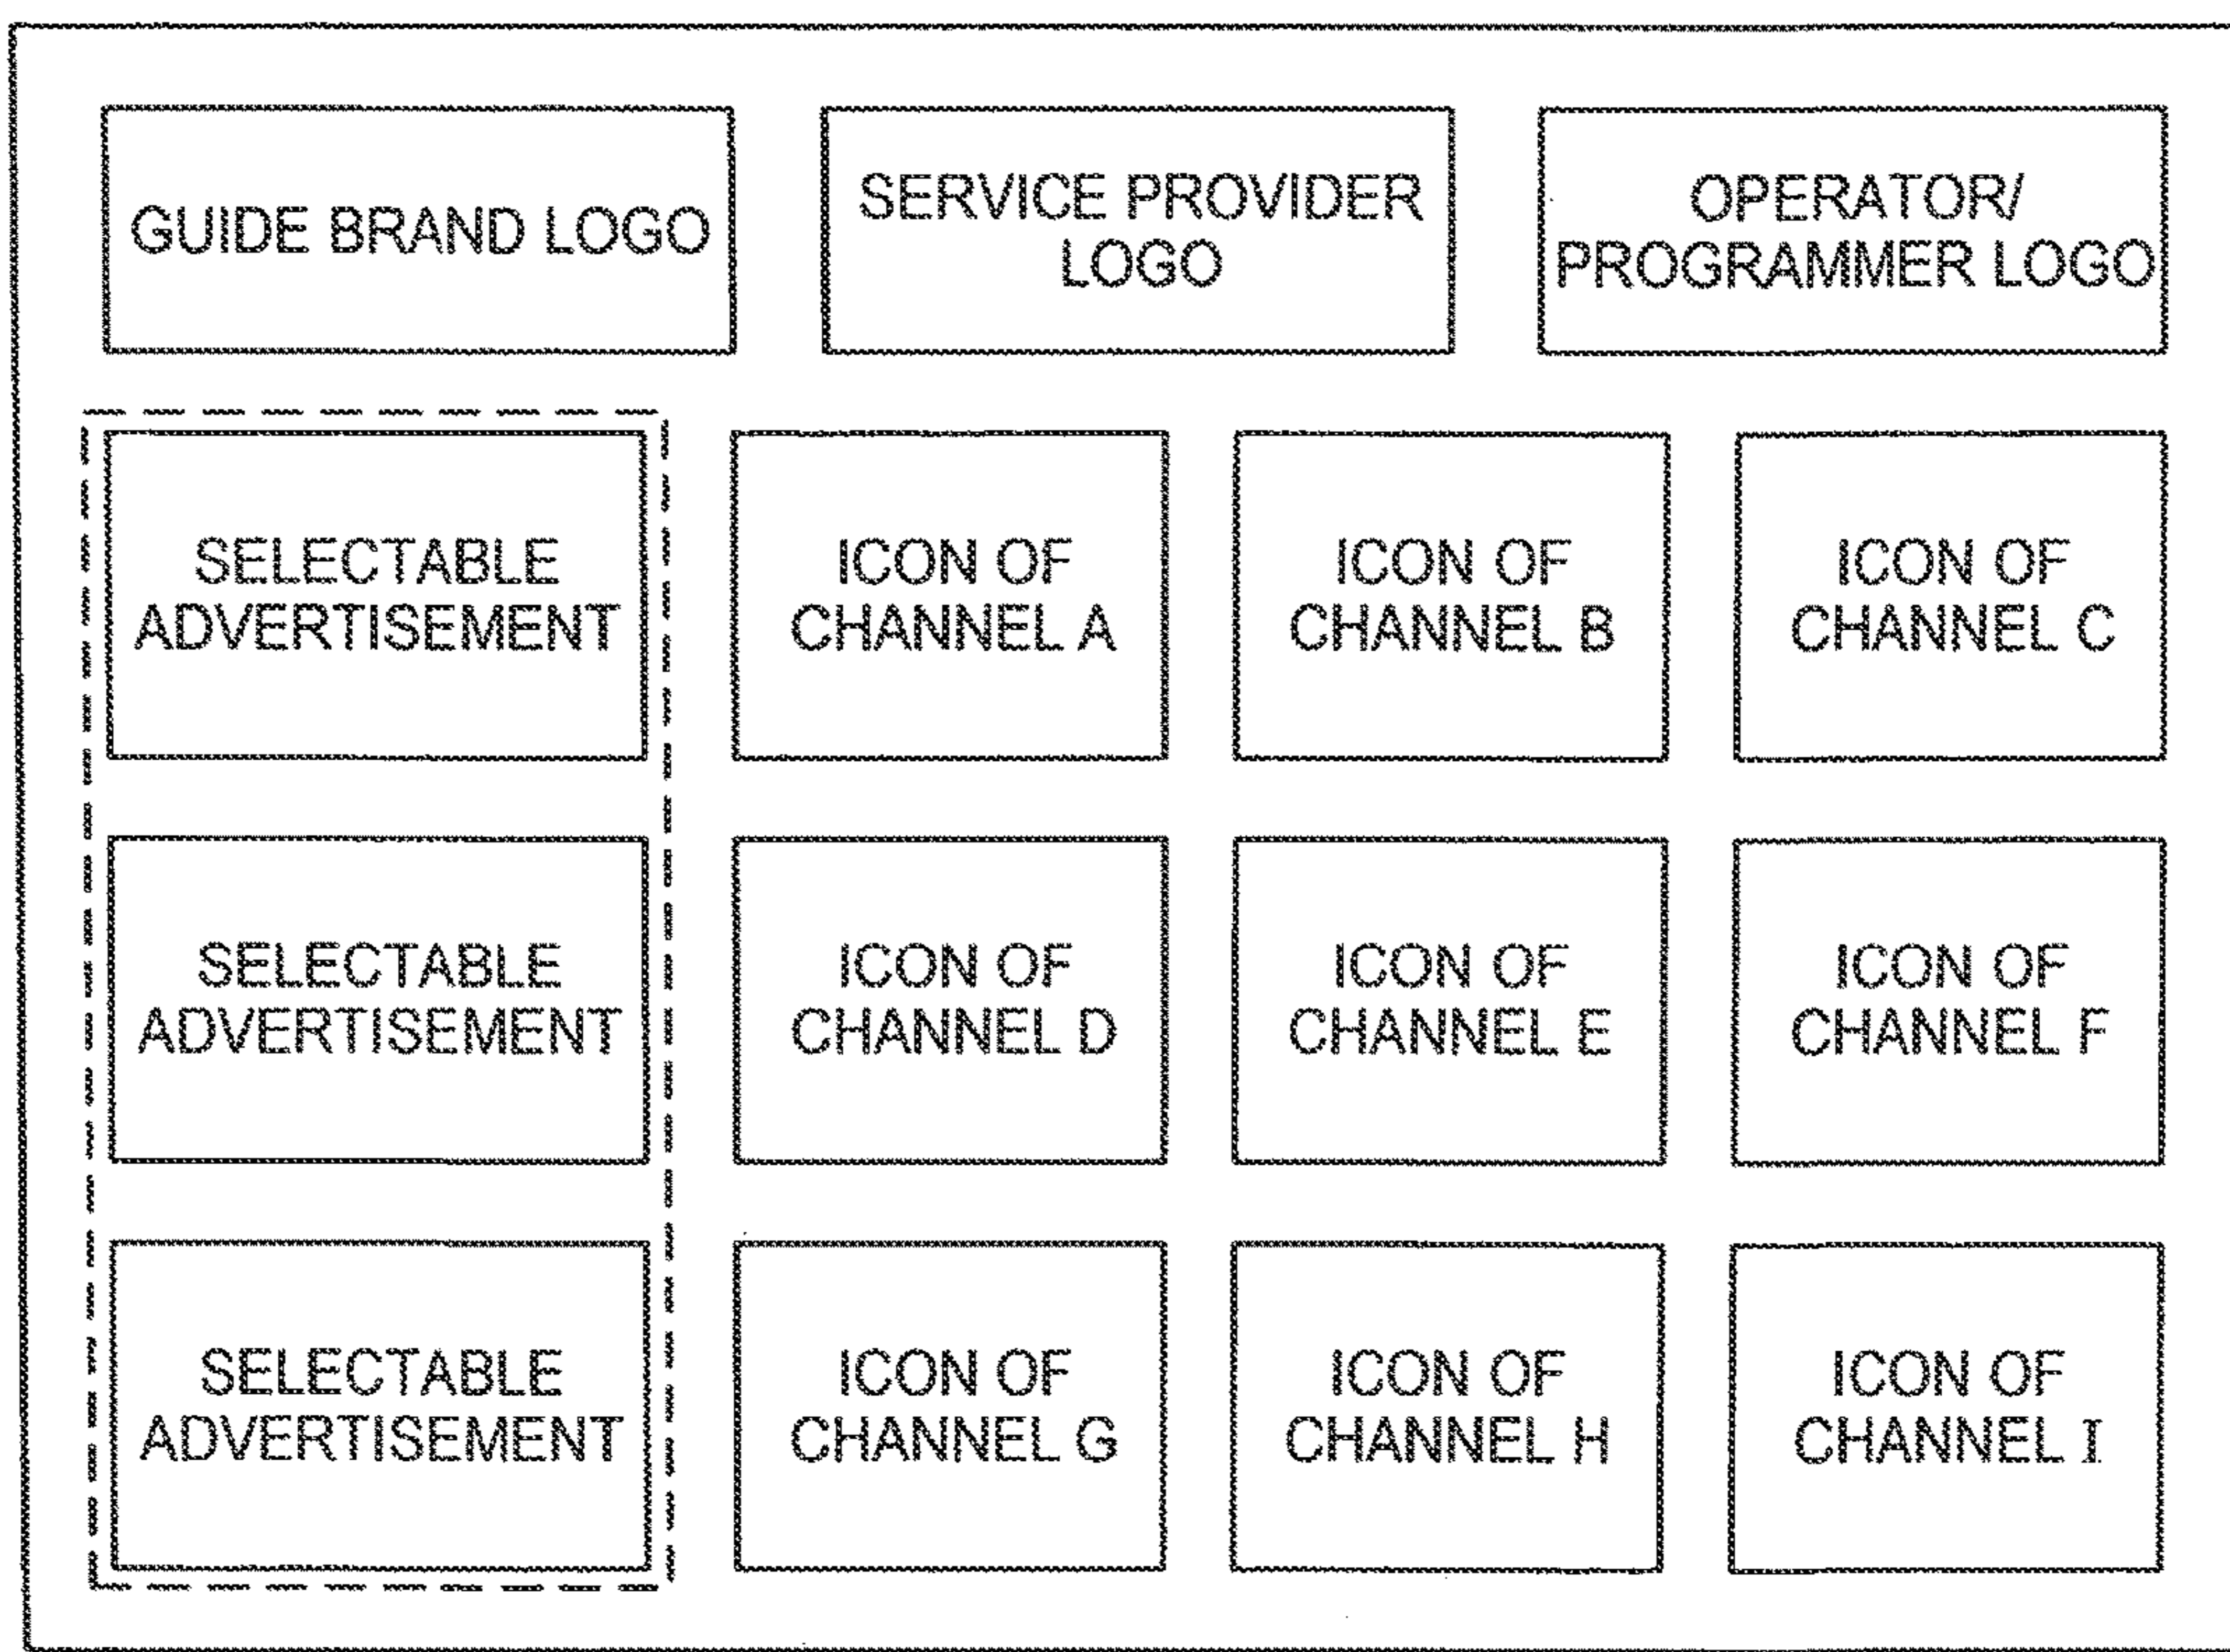 GUIDE BRAND LOGO
SERVICE PROVIDER
LOGO
OPERATOR/
PROGRAMMER LOGO
SELECTABLE
ADVERTISEMENT
ICON OF
CHANNEL A
ICON OF
CHANNEL B
ICON OF
CHANNEL C
SELECTABLE
ADVERTISEMENT
ICON OF
CHANNEL D
ICON OF
CHANNEL E
ICON OF
CHANNEL F
SELECTABLE
ADVERTISEMENT
ICON OF
CHANNEL G
ICON OF
CHANNEL H
ICON OF
CHANNEL I